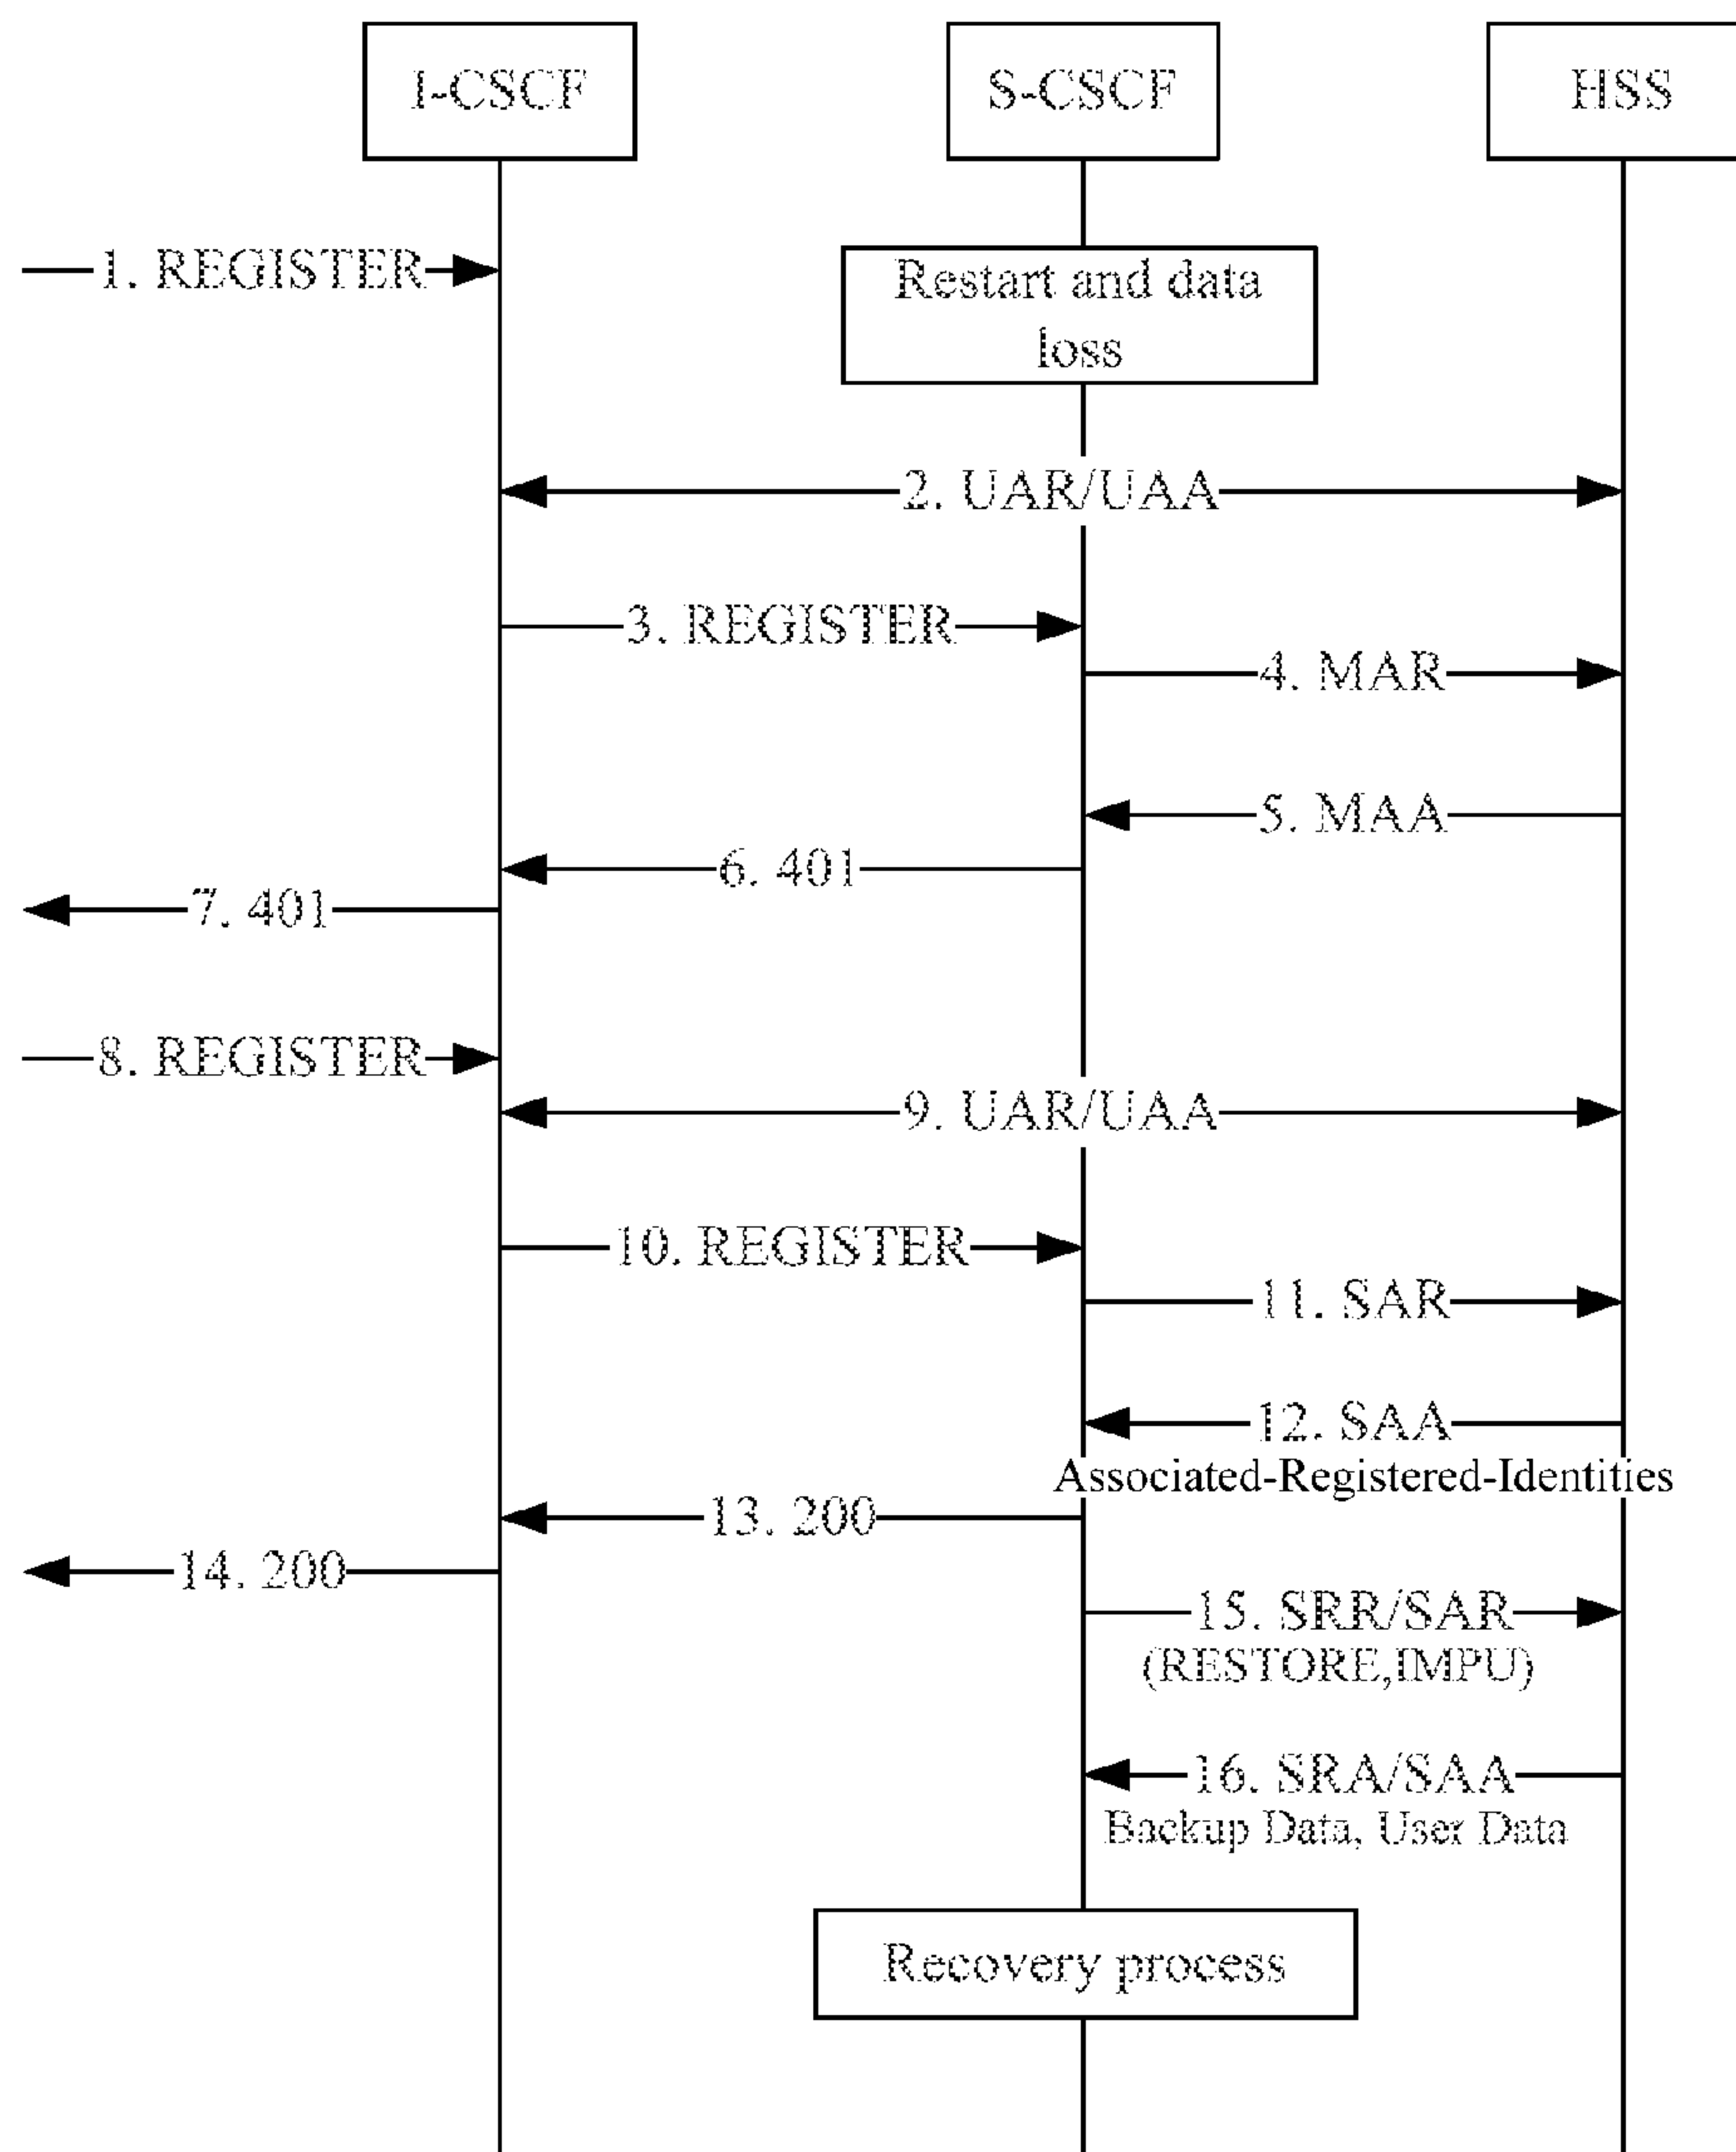 I-CSCF
S-CSCF
HSS
1. REGISTER
Restart and data
loss
2. UAR/UAA
3. REGISTER
4. MAR
5. MAA
6. 401
7. 401
8. REGISTER
9. UAR/UAA
10. REGISTER
11. SAR
12. SAA
Associated-Registered-Identities
13. 200
14. 200
15. SRR/SAR
(RESTORE,IMPU)
16. SRA/SAA
Backup Data, User Data
Recovery process